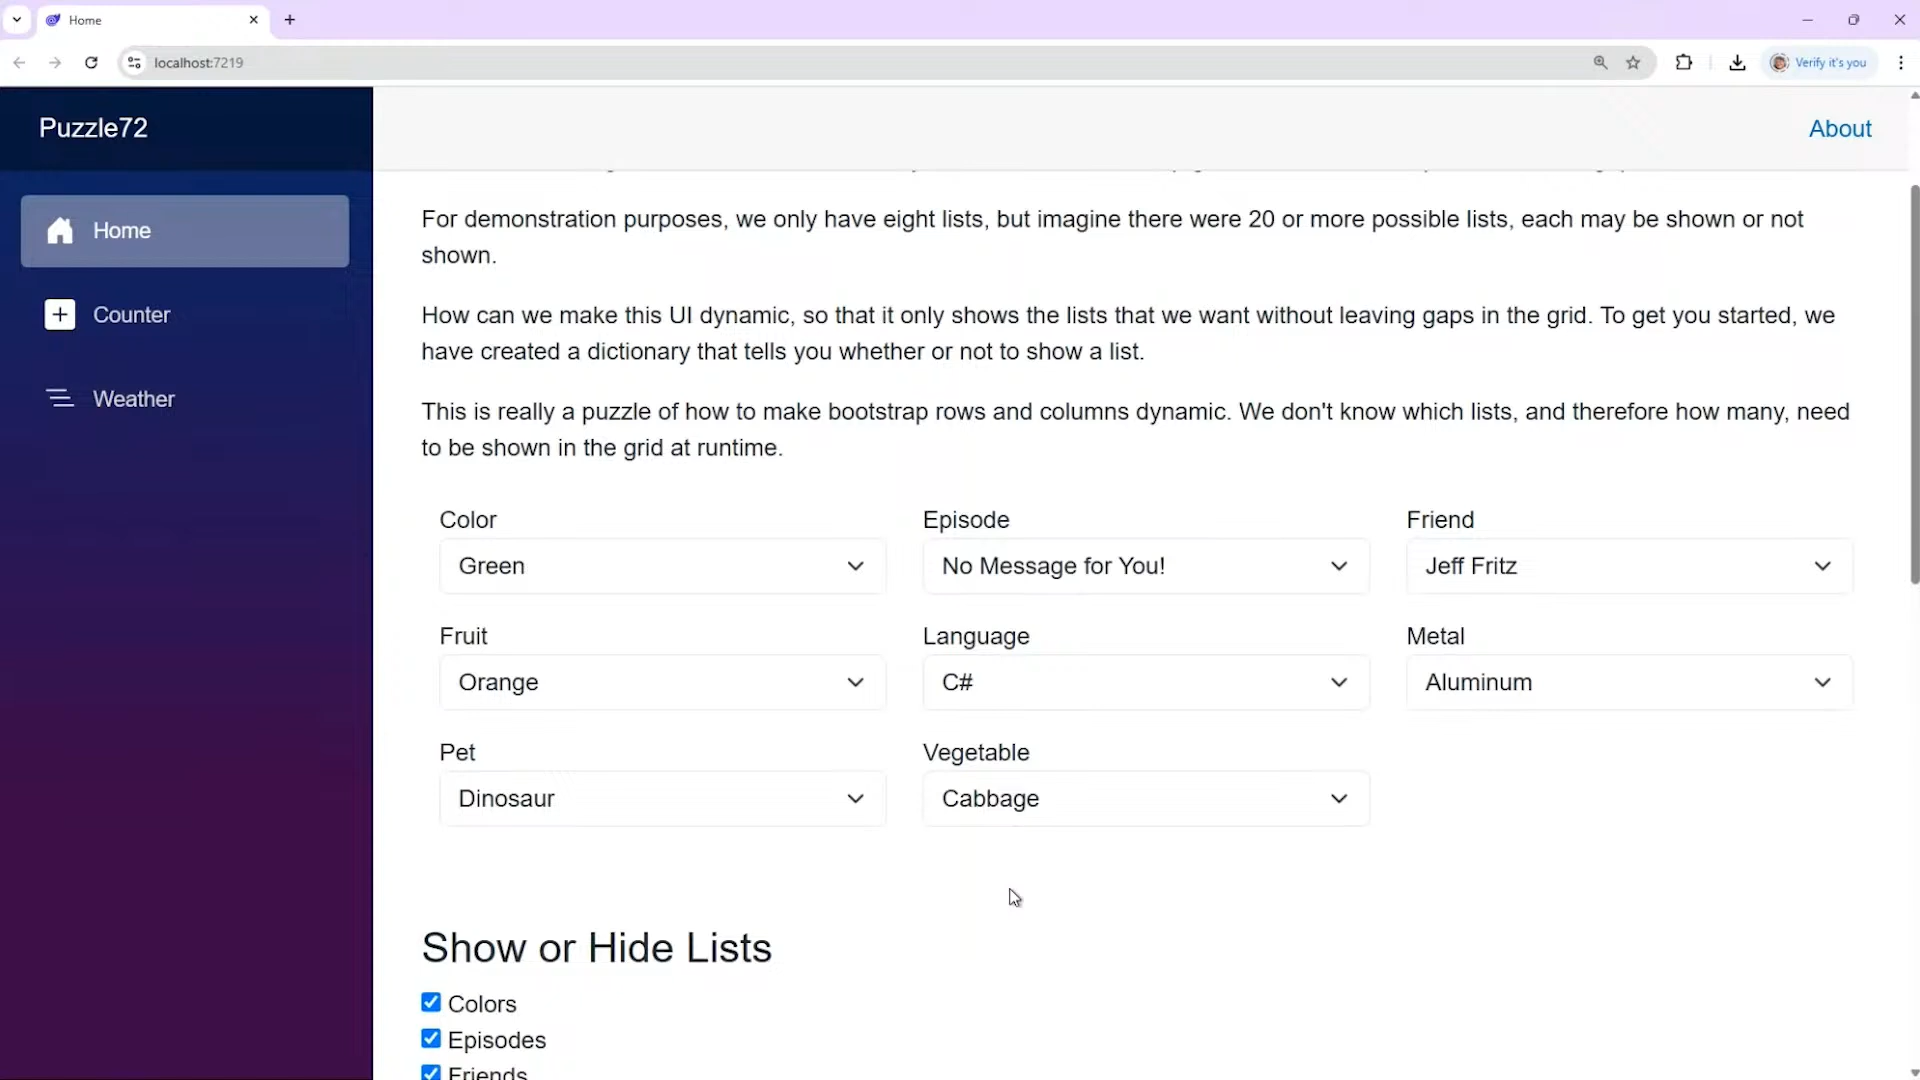 Home
localhost:7219
Verify it's you
Puzzle72
About
Home
Counter
Weather
For demonstration purposes, we only have eight lists, but imagine there were 20 or more possible lists, each may be shown or not
shown.
How can we make this UI dynamic, so that it only shows the lists that we want without leaving gaps in the grid. To get you started, we
have created a dictionary that tells you whether or not to show a list.
This is really a puzzle of how to make bootstrap rows and columns dynamic. We don't know which lists, and therefore how many, need
to be shown in the grid at runtime.
Color Episode Friend
Green No Message for You! Jeff Fritz
Fruit Language Metal
Orange C# Aluminum
Pet Vegetable
Dinosaur Cabbage
Show or Hide Lists
Colors
Episodes
Friends